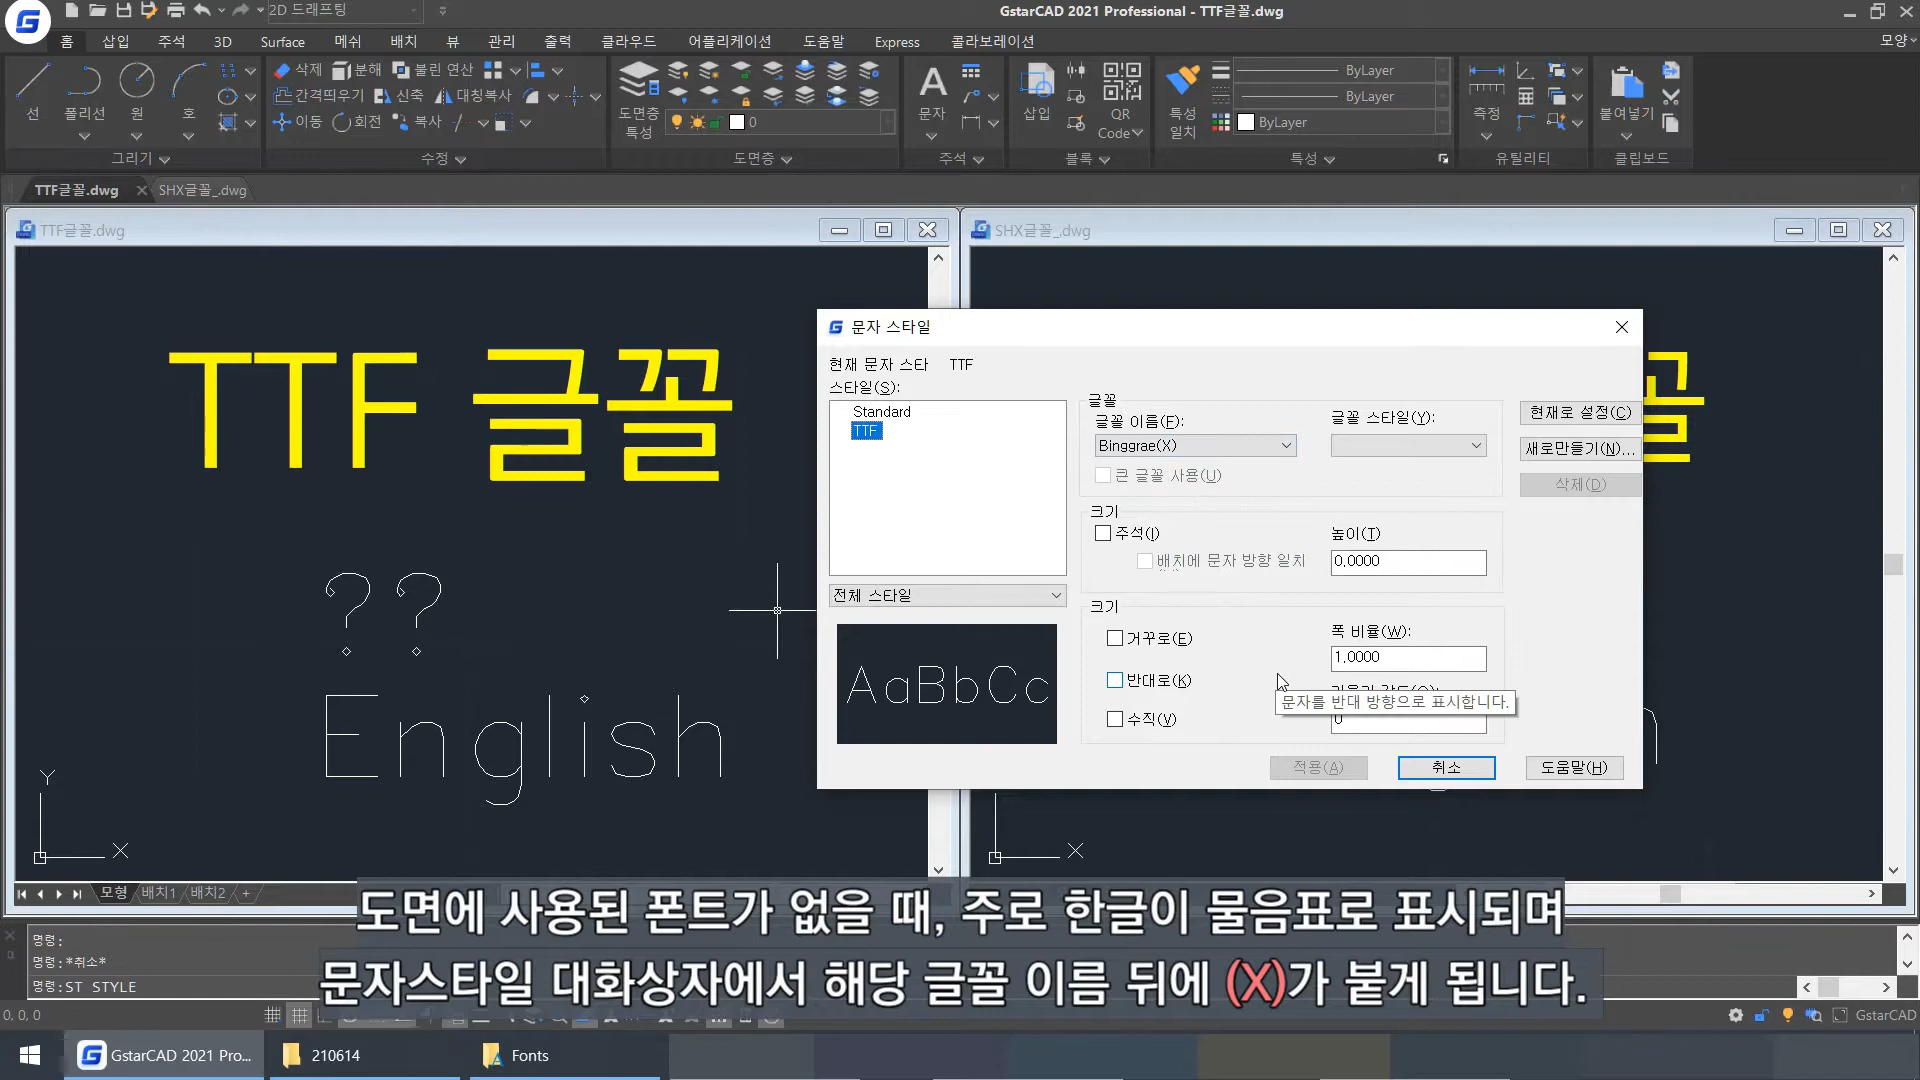 2D 드래프팅
GstarCAD 2021 Professional - TTF글꼴.dwg
홈 삽입 주석 3D Surface 메쉬 배치 뷰 관리 출력 클라우드 어플리케이션 도움말 Express 콜라보레이션
모양
선 폴리선 원 호
삭제 분해 불린 연산
간격띄우기 신축 대칭복사
이동 회전 복사
도면층
특성
0
문자
삽입
QR
Code
특성
일치
ByLayer
ByLayer
ByLayer
측정
붙여넣기
그리기 수정 도면층 주석 블록 특성 유틸리티 클립보드
TTF글꼴.dwg SHX글꼴_.dwg
TTF글꼴.dwg
SHX글꼴_.dwg
TTF 글꼴
??
English
Y
X
꼴
X
문자 스타일
현재 문자 스타 TTF
스타일(S):
Standard
TTF
전체 스타일
AaBbCc
글꼴
글꼴 이름(F):
Binggrae(X)
글꼴 스타일(Y):
큰 글꼴 사용(U)
크기
주석(I)
배치에 문자 방향 일치
높이(T)
0.0000
크기
거꾸로(E)
반대로(K)
수직(V)
폭 비율(W):
1.0000
문자를 반대 방향으로 표시합니다.
0
현재로 설정(C)
새로만들기(N)...
삭제(D)
적용(A) 취소 도움말(H)
모형 배치1 배치2 +
도면에 사용된 폰트가 없을 때, 주로 한글이 물음표로 표시되며
문자스타일 대화상자에서 해당 글꼴 이름 뒤에 (X)가 붙게 됩니다.
명령:
명령:*취소*
명령:ST STYLE
0, 0, 0
GstarCAD
GstarCAD 2021 Pro... 210614 Fonts